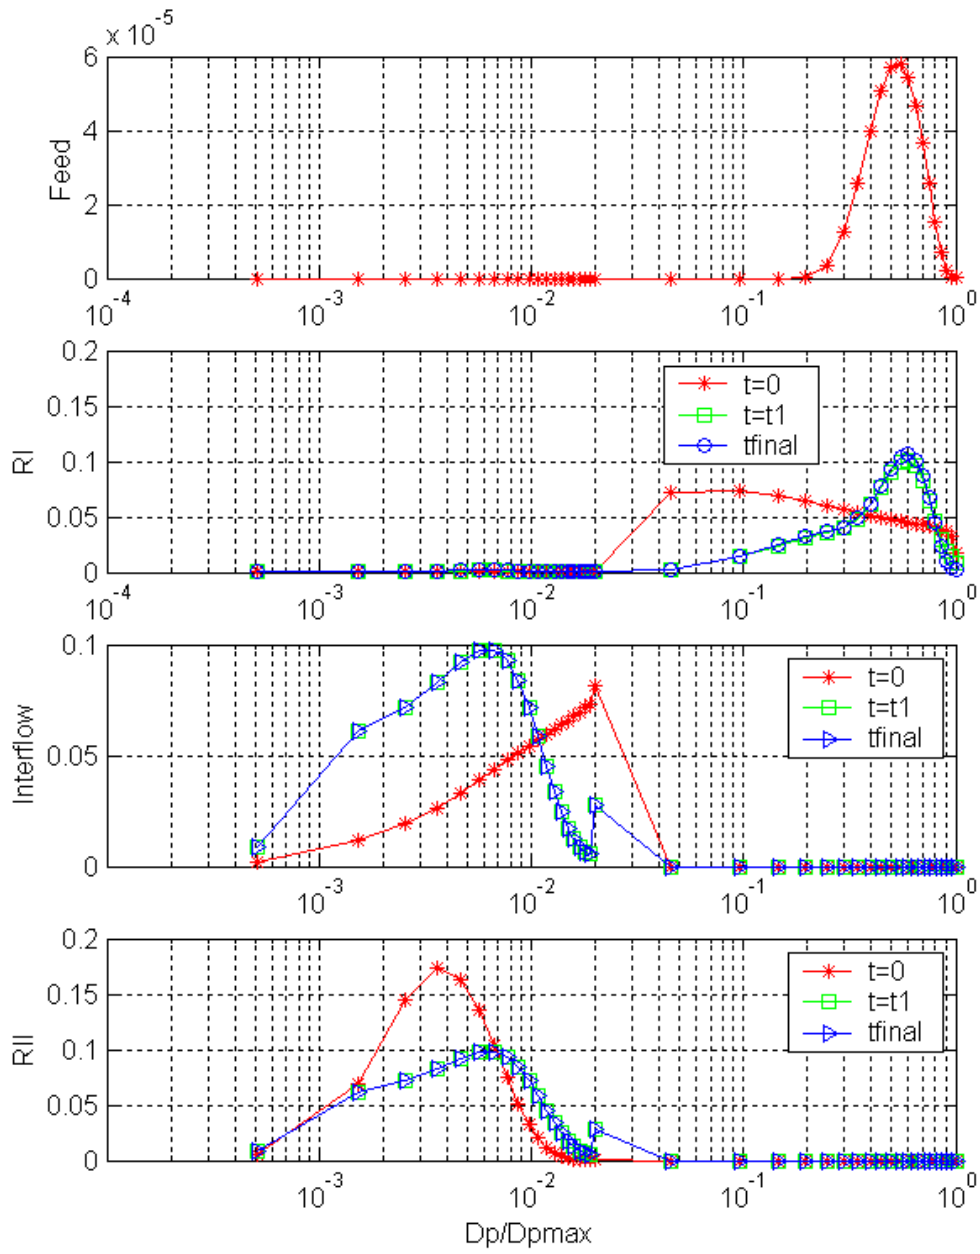 x 10^-5
6
4
2
0
Feed
10^-4 10^-3 10^-2 10^-1 10^0
0.2
0.15
0.1
0.05
0
RI
t=0
t=t1
tfinal
10^-4 10^-3 10^-2 10^-1 10^0
0.1
0.05
0
Interflow
t=0
t=t1
tfinal
10^-3 10^-2 10^-1 10^0
0.2
0.15
0.1
0.05
0
RII
t=0
t=t1
tfinal
10^-3 10^-2 10^-1 10^0
Dp/Dpmax